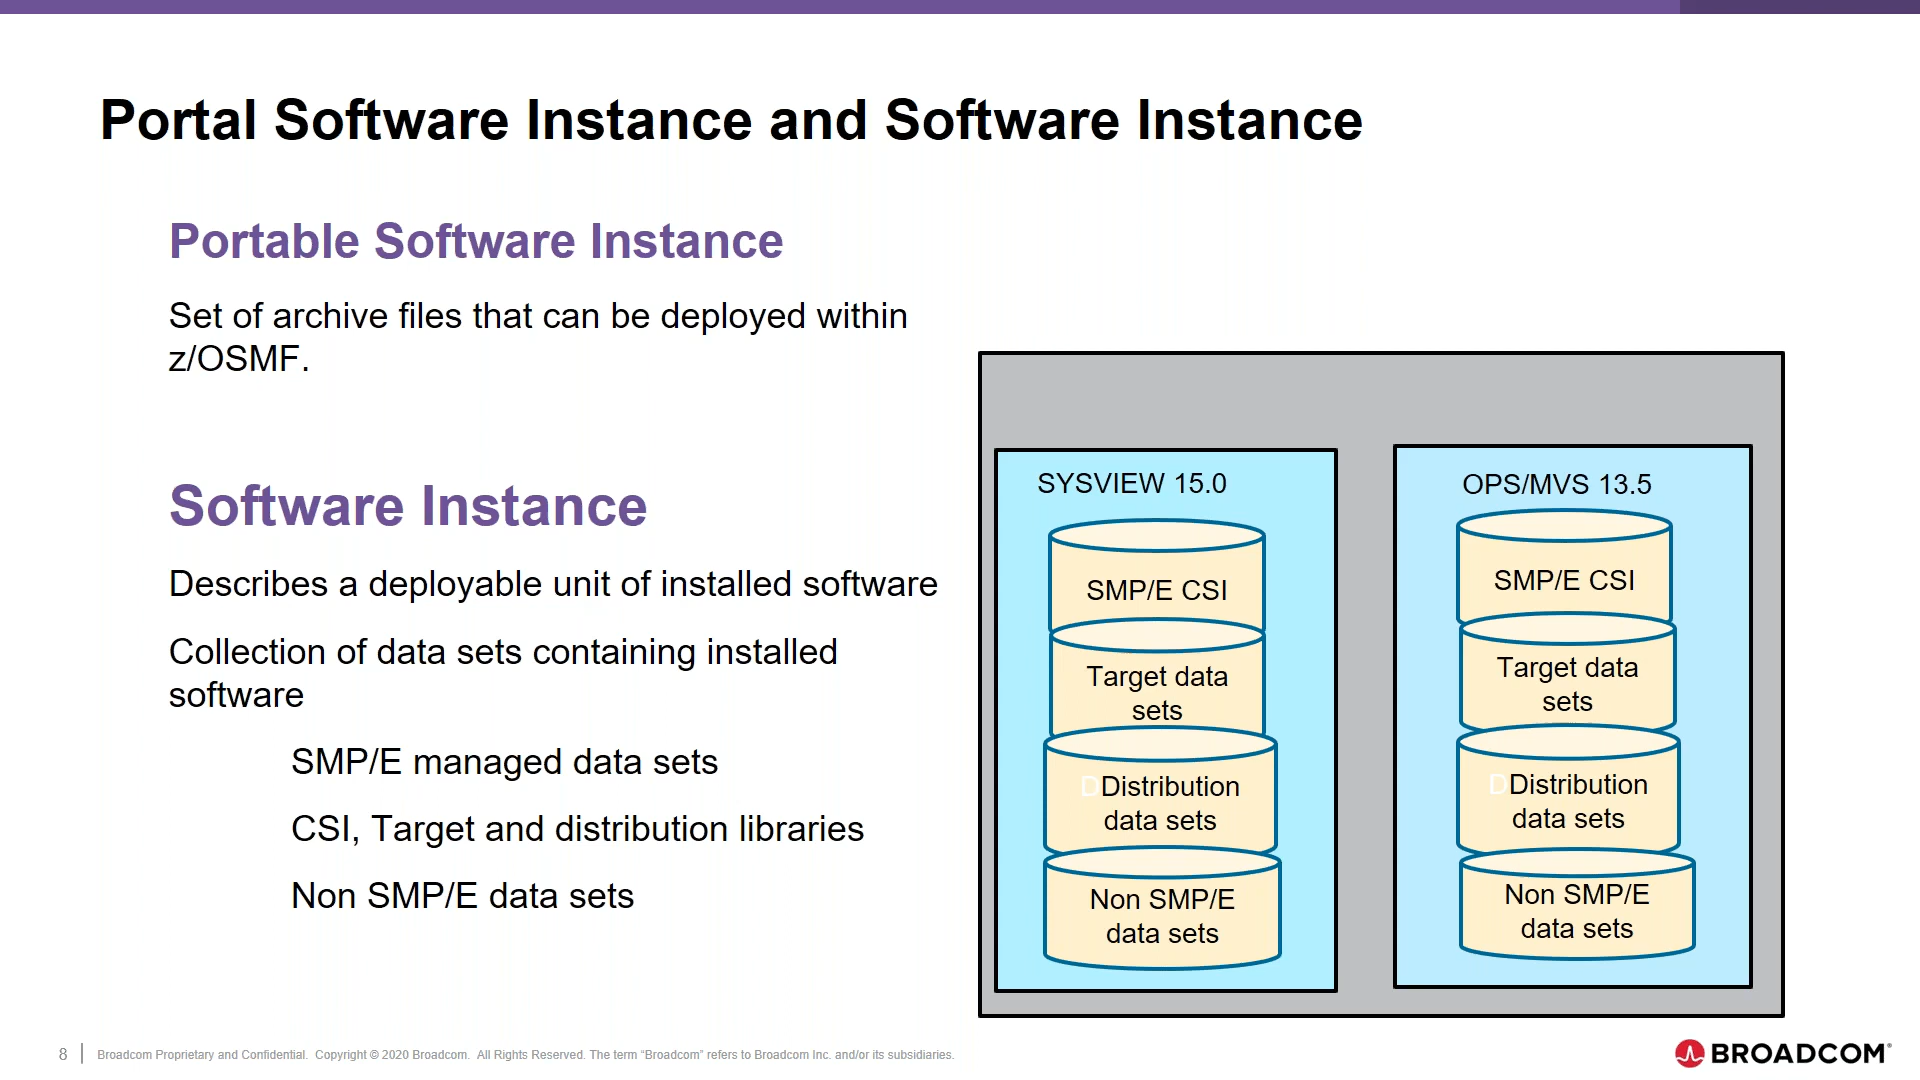 Portal Software Instance and Software Instance
Portable Software Instance
Set of archive files that can be deployed within
z/OSMF.
Software Instance
Describes a deployable unit of installed software
Collection of data sets containing installed
software
SMP/E managed data sets
CSI, Target and distribution libraries
Non SMP/E data sets
SYSVIEW 15.0
SMP/E CSI
Target data
sets
DDistribution
data sets
Non SMP/E
data sets
OPS/MVS 13.5
SMP/E CSI
Target data
sets
DDistribution
data sets
Non SMP/E
data sets
8
Broadcom Proprietary and Confidential. Copyright © 2020 Broadcom. All Rights Reserved. The term “Broadcom” refers to Broadcom Inc. and/or its subsidiaries.
BROADCOM®